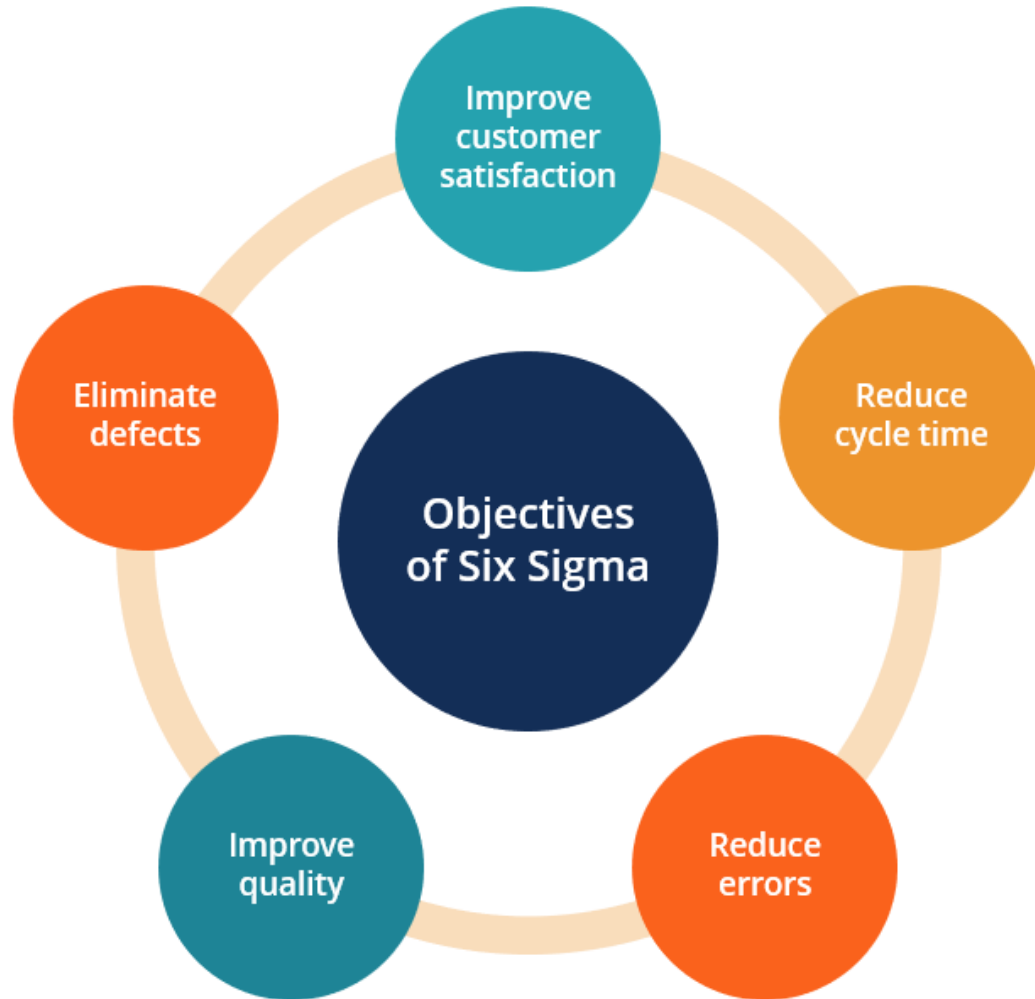 Improve
customer
satisfaction
Eliminate
defects
Reduce
cycle time
Objectives
of Six Sigma
Improve
quality
Reduce
errors